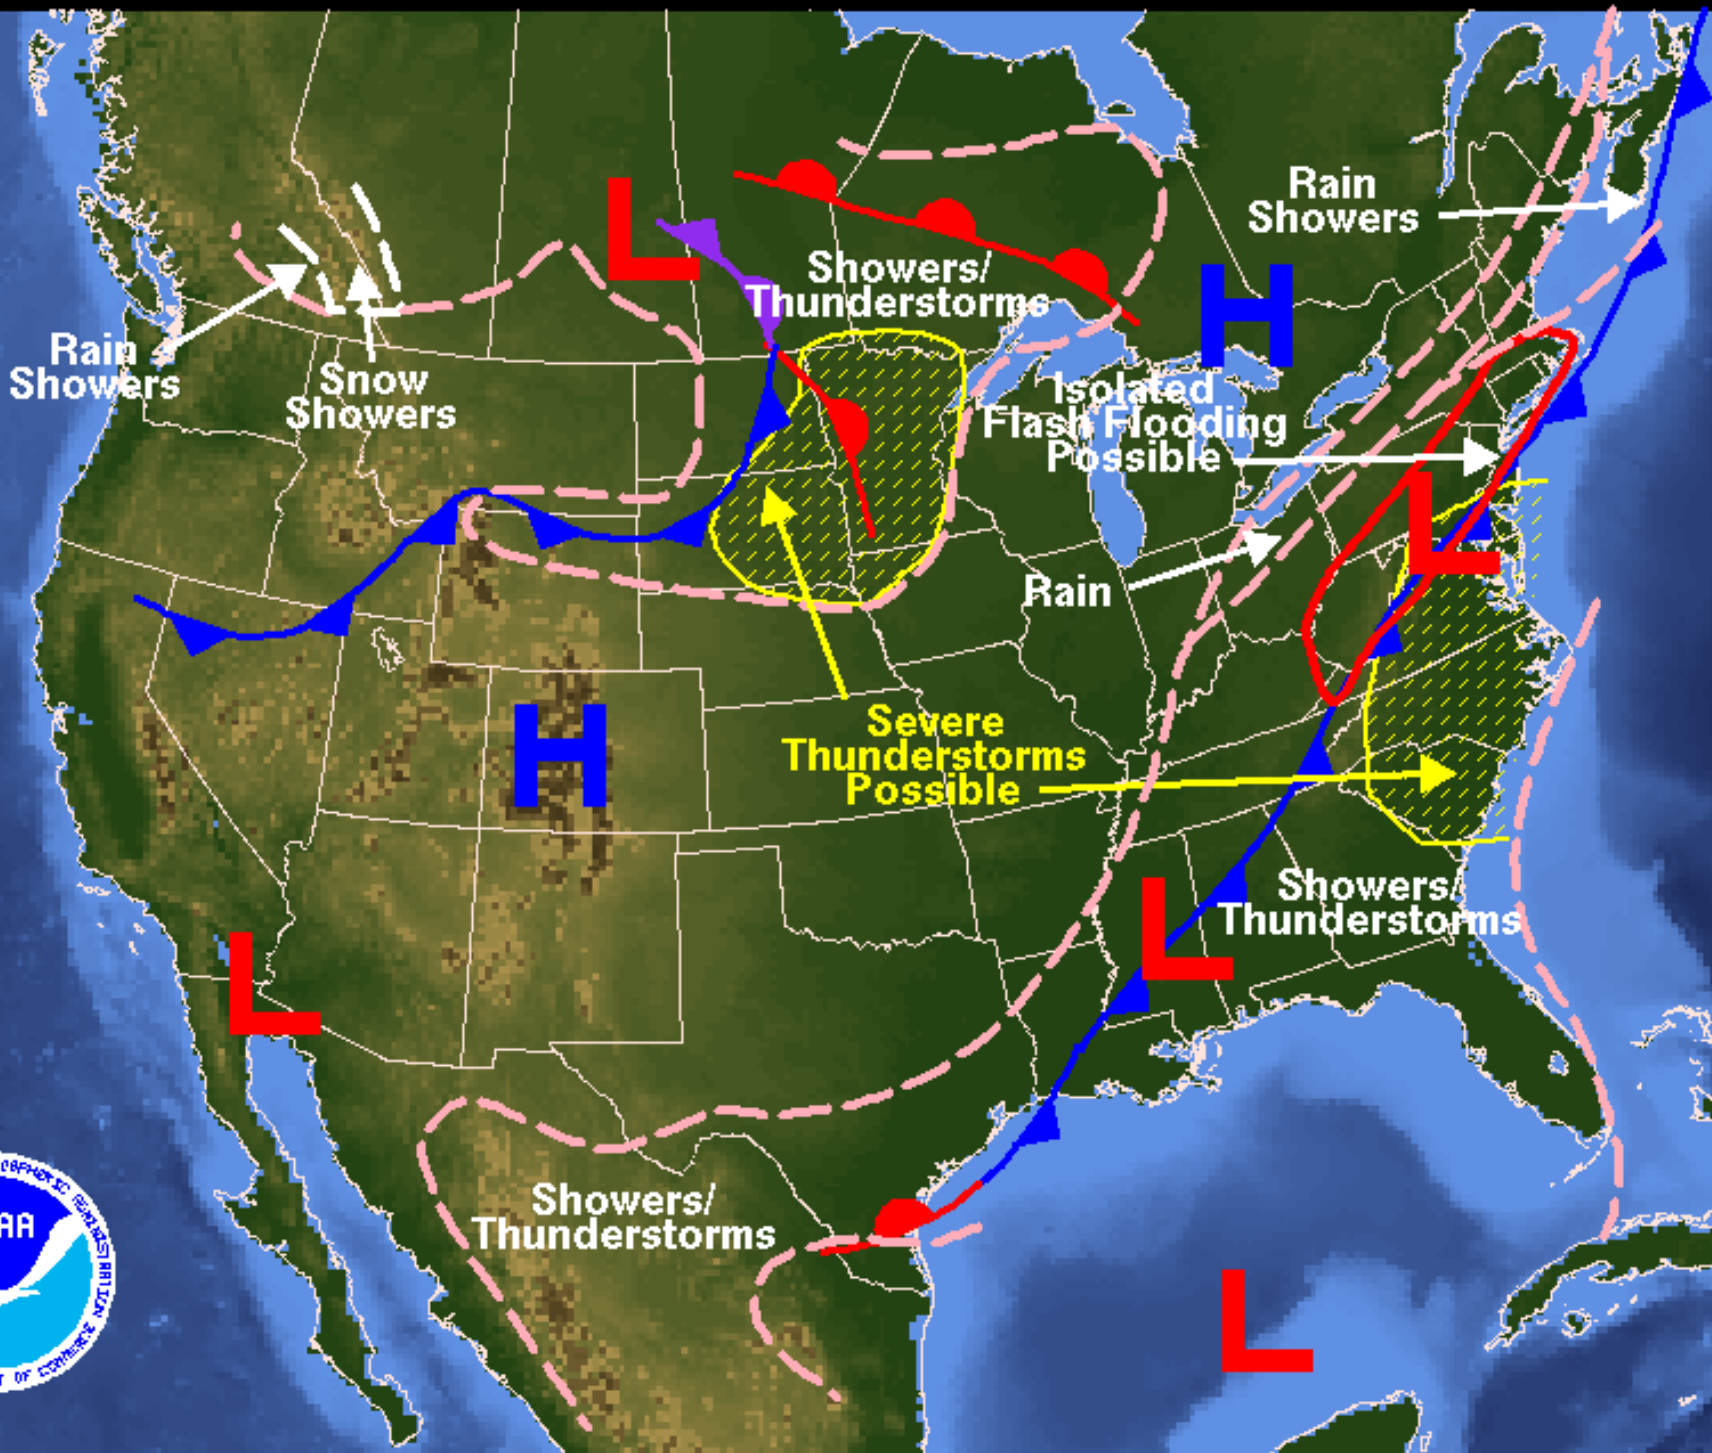 Rain
Showers
L
Showers/
Thunderstorms
H
Rain
Showers
Snow
Showers
Isolated
Flash Flooding
Possible
L
Rain
H
Severe
Thunderstorms
Possible
L
Showers/
Thunderstorms
L
Showers/
Thunderstorms
L
AA